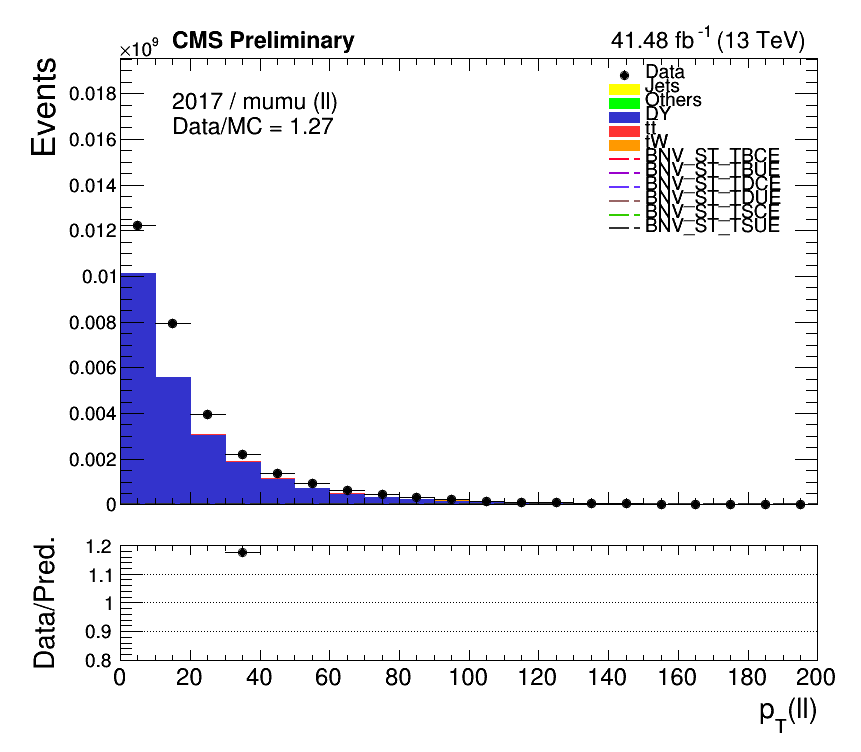 ×10⁹ CMS Preliminary 41.48 fb⁻¹ (13 TeV)
Events
2017 / mumu (ll)
Data/MC = 1.27
Data
Jets
Others
DY
tt
tW
BNV_ST_TBCE
BNV_ST_TBUE
BNV_ST_TDCE
BNV_ST_TDUE
BNV_ST_TSCE
BNV_ST_TSUE
0.018
0.016
0.014
0.012
0.01
0.008
0.006
0.004
0.002
0
Data/Pred.
1.2
1.1
1
0.9
0.8
0 20 40 60 80 100 120 140 160 180 200
p_T(ll)